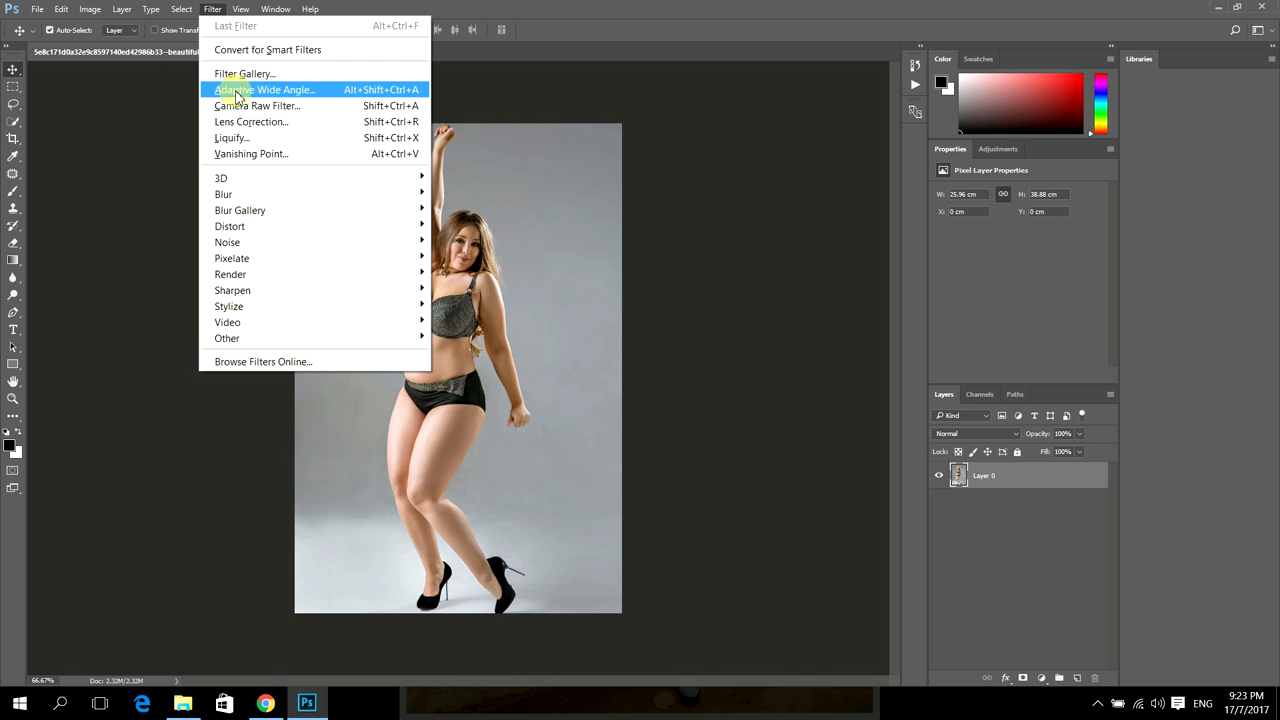 Ps File Edit Image Layer Type Select Filter View Window Help
Auto-Select: Layer Show Transf
5e8c171d0a32e9c8597140ed42986b33--beautiful
Last Filter Alt+Ctrl+F
Convert for Smart Filters
Filter Gallery...
Adaptive Wide Angle... Alt+Shift+Ctrl+A
Camera Raw Filter... Shift+Ctrl+A
Lens Correction... Shift+Ctrl+R
Liquify... Shift+Ctrl+X
Vanishing Point... Alt+Ctrl+V
3D
Blur
Blur Gallery
Distort
Noise
Pixelate
Render
Sharpen
Stylize
Video
Other
Browse Filters Online...
Color Swatches
Libraries
Properties Adjustments
Pixel Layer Properties
W: 25.96 cm H: 38.88 cm
X: 0 cm Y: 0 cm
Layers Channels Paths
Kind
Normal Opacity: 100%
Lock: Fill: 100%
Layer 0
fx
66.67% Doc: 2.32M/2.32M
Ps
ENG 9:23 PM
17/7/2017